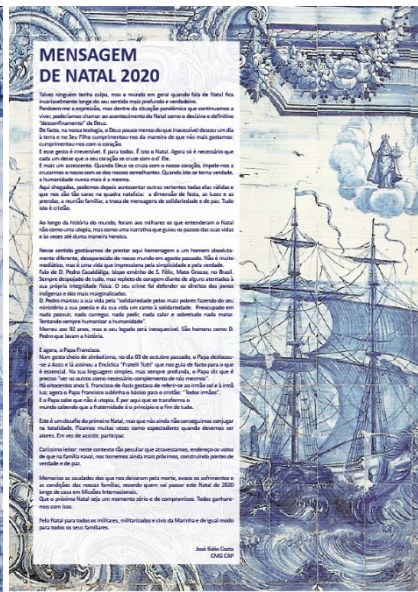 MENSAGEM
DE NATAL 2020
Talvez ninguém tenha culpa, mas o mundo em geral quando fala de Natal fica
invariavelmente longe do seu sentido mais profundo e verdadeiro.
Perdoem-me a expressão, mas dentro da situação pandémica que continuamos a
viver, poderíamos chamar ao acontecimento do Natal como o decisivo e definitivo
"desconfinamento" de Deus.
De facto, na nossa teologia, o Deus pouco menos do que inacessível desceu um dia
à terra e no Seu Filho cumprimentou-nos da maneira de que nós mais gostamos:
cumprimentou-nos com o coração.
E esse gesto é irreversível. E para todos. É isto o Natal. Agora só é necessário que
cada um deixe que o seu coração se cruze com o d' Ele.
E mais um acrescento. Quando Deus se cruza com o nosso coração, impele-nos a
cruzarmos o nosso com os dos nossos semelhantes. Quando isto se torna verdade,
a humanidade nunca mais é a mesma.
Aqui chegados, podemos depois acrescentar outras vertentes todas elas válidas e
que nos são tão caras na quadra natalícia: a dimensão de festa, as luzes e as
prendas, a reunião familiar, a troca de mensagens de solidariedade e de paz. Tudo
isto é cristão.
Ao longo da história do mundo, foram aos milhares os que entenderam o Natal
não como uma utopia, mas como uma narrativa que guiou os passos das suas vidas
e às vezes até duma maneira heroica.
Nesse sentido gostávamos de prestar aqui homenagem a um homem absoluta-
mente diferente, desaparecido do nosso mundo em agosto passado. Não é muito
mediático, mas é uma vida que impressiona pela simplicidade e pela verdade.
Falo de D. Pedro Casaldáliga, bispo emérito de S. Félix, Mato Grosso, no Brasil.
Sempre despojado de tudo, mas repleto de coragem diante de alguns atentados à
sua própria integridade física. O seu crime foi defender os direitos dos povos
indígenas e dos mais marginalizados.
D. Pedro marcou a sua vida pela "solidariedade pelos mais pobres fazendo do seu
ministério a sua poesia e da sua vida um canto à solidariedade. Preocupado em
nada possuir, nada carregar, nada pedir, nada calar e sobretudo nada matar.
Tentando sempre humanizar a humanidade".
Morreu aos 92 anos, mas o seu legado será inesquecível. São homens como D.
Pedro que lavam a história.
E agora, o Papa Francisco.
Num gesto cheio de simbolismo, no dia 03 de outubro passado, o Papa deslocou-
-se a Assis e lá assinou a Encíclica "Fratelli Tutti" que nos guia de facto para o que
é essencial. Na sua linguagem simples, mas sempre profunda, o Papa diz que é
preciso "ver os outros como necessário complemento de nós mesmos".
Há oitocentos anos S. Francisco de Assis gostava de referir-se ao irmão sol e à irmã
lua; agora o Papa Francisco sublinha o básico para o cristão: "Todos irmãos".
E o Papa sabe que não é utopia. É por aqui que se transforma o
mundo sabendo que a fraternidade é o princípio e o fim de tudo.
Este é um desafio do primeiro Natal, mas que nós ainda não conseguimos conjugar
na totalidade. Ficamos muitas vezes como espectadores quando devemos ser
atores. Em vez de assistir, participar.
Caríssimo leitor: neste contexto tão peculiar que atravessamos, endereço os votos
de que na família naval, nos tornemos ainda mais próximos, construindo pontes de
verdade e de paz.
Memorizo as saudades dos que nos deixaram pela morte, evoco os sofrimentos e
as condições das nossas famílias, recordo quem vai passar este Natal de 2020
longe de casa em Missões Internacionais.
Que o próximo Natal seja um momento sério e de compromisso. Todos ganhare-
mos com isso.
Feliz Natal para todos os militares, militarizados e civis da Marinha e de igual modo
para todos os seus familiares.
José Ilídio Costa
CMG CAP